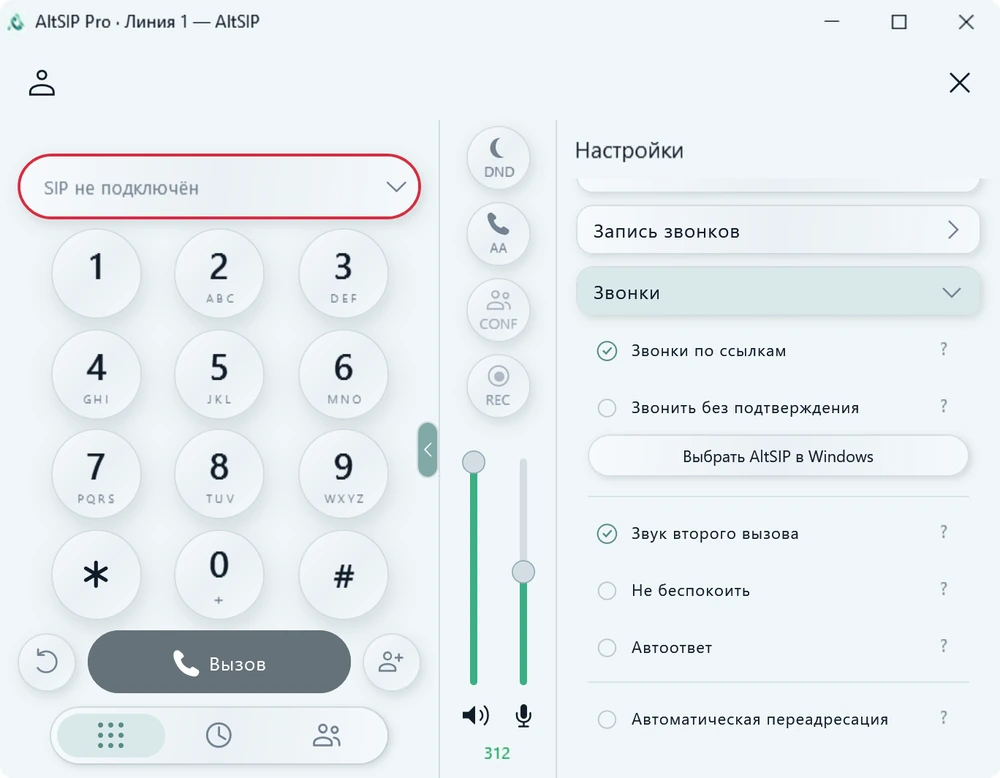 AltSIP Pro · Линия 1 — AltSIP
SIP не подключён
1
2
ABC
3
DEF
4
GHI
5
JKL
6
MNO
7
PQRS
8
TUV
9
WXYZ
*
0
+
#
Вызов
DND
AA
CONF
REC
312
Настройки
Запись звонков
Звонки
Звонки по ссылкам ?
Звонить без подтверждения ?
Выбрать AltSIP в Windows
Звук второго вызова ?
Не беспокоить ?
Автоответ ?
Автоматическая переадресация ?